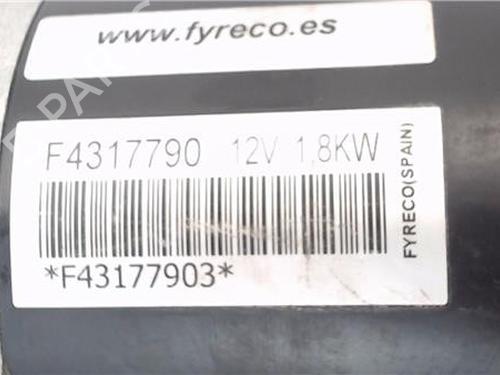 www.fyreco.es
F4317790 12V 1,8KW
*F43177903*
FYRECO(SPAIN)